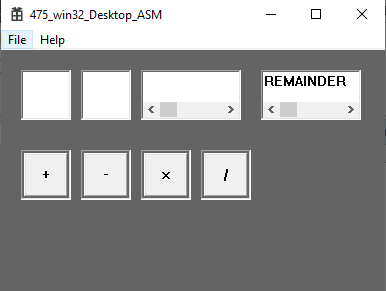 475_win32_Desktop_ASM
File Help
REMAINDER
+ - × /